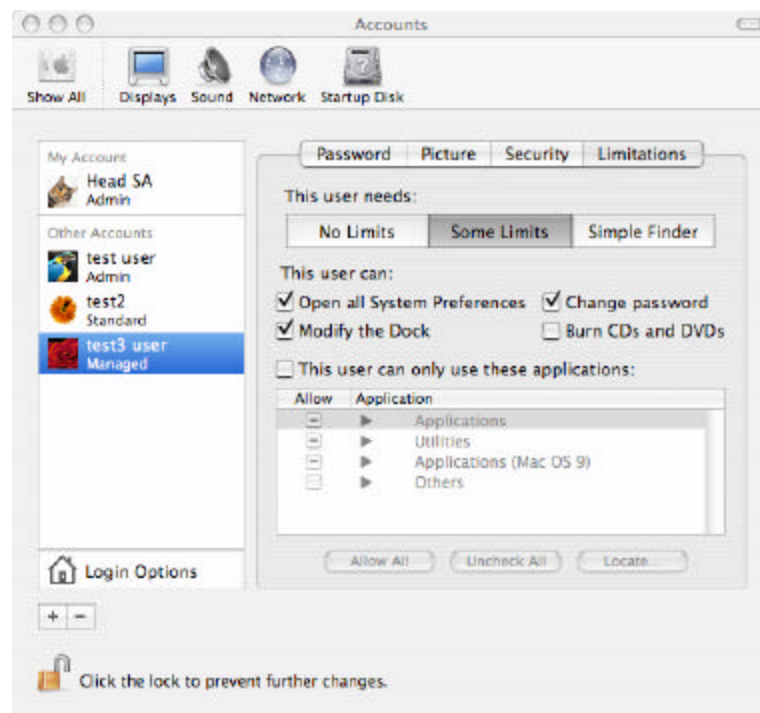 Accounts
Show All Displays Sound Network Startup Disk
My Account
Head SA
Admin
Other Accounts
test user
Admin
test2
Standard
test3 user
Managed
Login Options
Password Picture Security Limitations
This user needs:
No Limits Some Limits Simple Finder
This user can:
Open all System Preferences Change password
Modify the Dock Burn CDs and DVDs
This user can only use these applications:
Allow Application
Applications
Utilities
Applications (Mac OS 9)
Others
Allow All Uncheck All Locate...
Click the lock to prevent further changes.